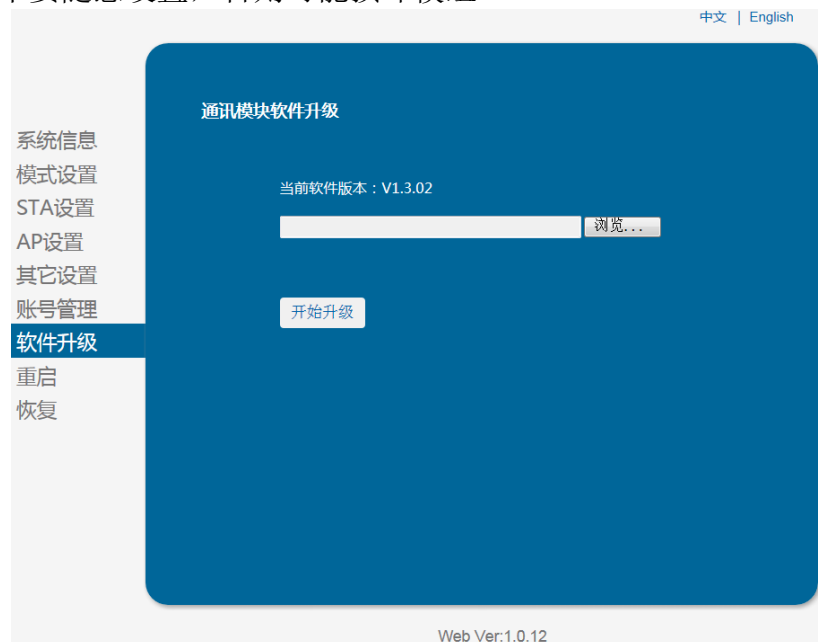 中文 | English
通讯模块软件升级
系统信息
模式设置
当前软件版本：V1.3.02
STA设置
浏览...
AP设置
其它设置
账号管理
开始升级
软件升级
重启
恢复
Web Ver:1.0.12